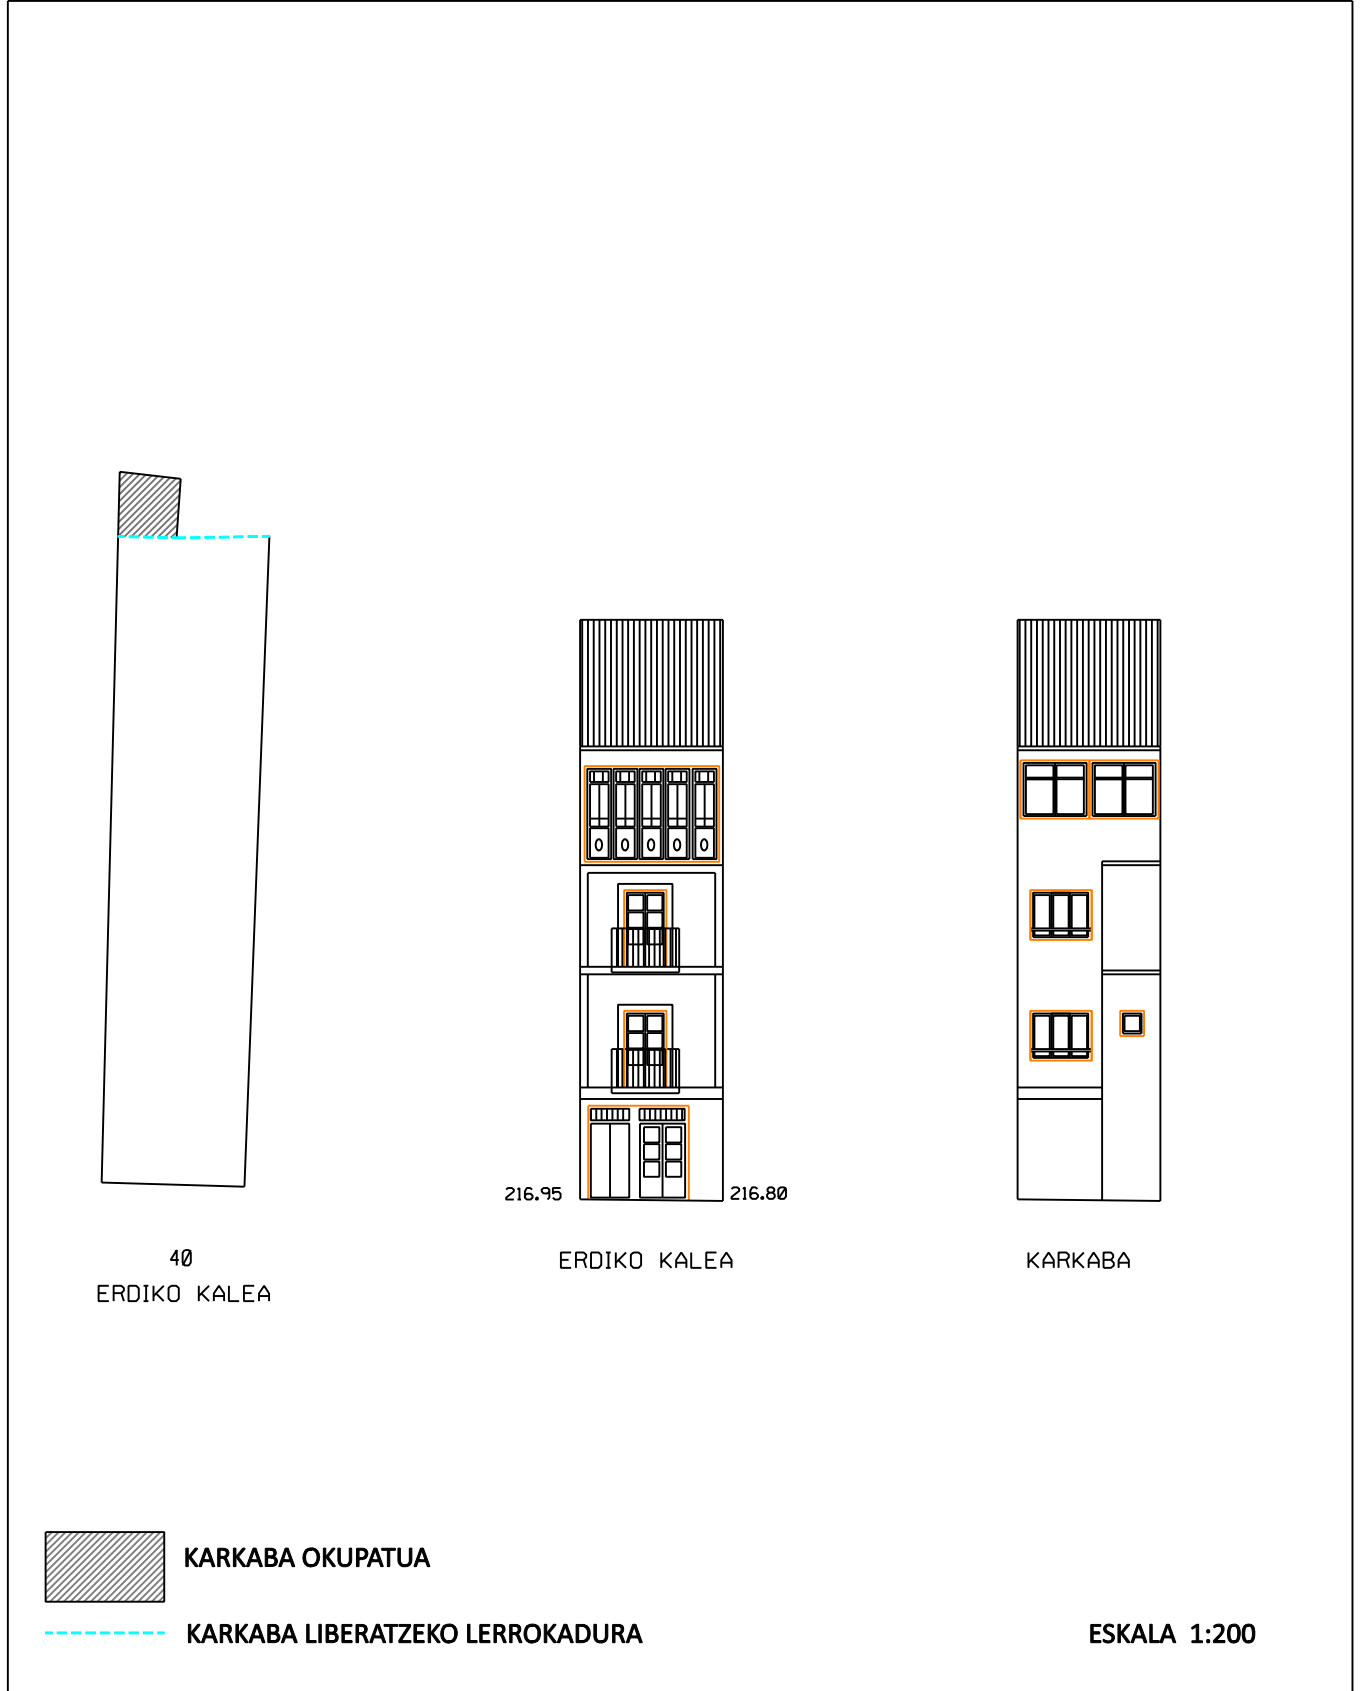 216.95
216.80
40
ERDIKO KALEA
ERDIKO KALEA
KARKABA
KARKABA OKUPATUA
KARKABA LIBERATZEKO LERROKADURA
ESKALA 1:200